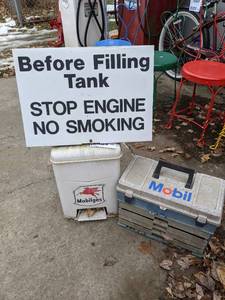 Before Filling
Tank
STOP ENGINE
NO SMOKING
Mobilgas
Mobil